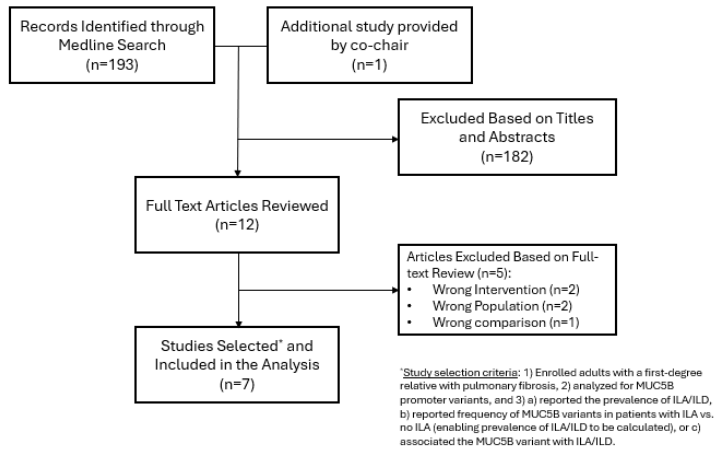 Records Identified through
Medline Search
(n=193)
Additional study provided
by co-chair
(n=1)
Excluded Based on Titles
and Abstracts
(n=182)
Full Text Articles Reviewed
(n=12)
Articles Excluded Based on Full-
text Review (n=5):
• Wrong Intervention (n=2)
• Wrong Population (n=2)
• Wrong comparison (n=1)
Studies Selected* and
Included in the Analysis
(n=7)
*Study selection criteria: 1) Enrolled adults with a first-degree
relative with pulmonary fibrosis, 2) analyzed for MUC5B
promoter variants, and 3) a) reported the prevalence of ILA/ILD,
b) reported frequency of MUC5B variants in patients with ILA vs.
no ILA (enabling prevalence of ILA/ILD to be calculated), or c)
associated the MUC5B variant with ILA/ILD.